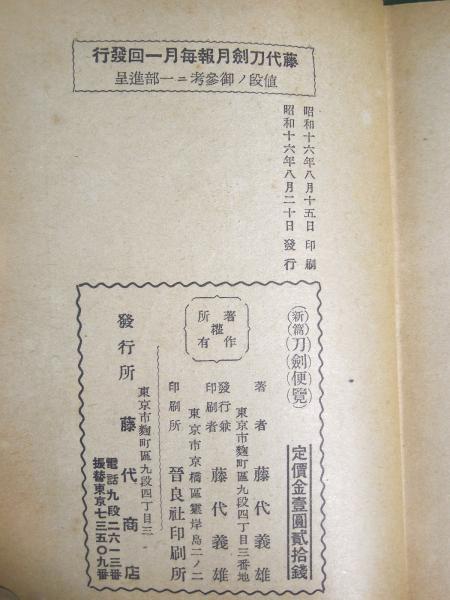 藤代刀劍月報每月一回發行
値段ノ御參考ニ一部進呈
昭和十六年八月十五日 印刷
昭和十六年八月二十日 發行
(新篇)(刀劍便覽)
定價金壹圓貳拾錢
著作
權
所有
著者 藤代義雄
東京市麴町區九段四丁目三番地
發行兼
印刷者 藤代義雄
東京市京橋區靈岸島二ノ二
印刷所 晉良社印刷所
東京市麴町區九段四丁目三
發行所 藤代商店
電話九段二六一三番
振替東京七三五〇九番